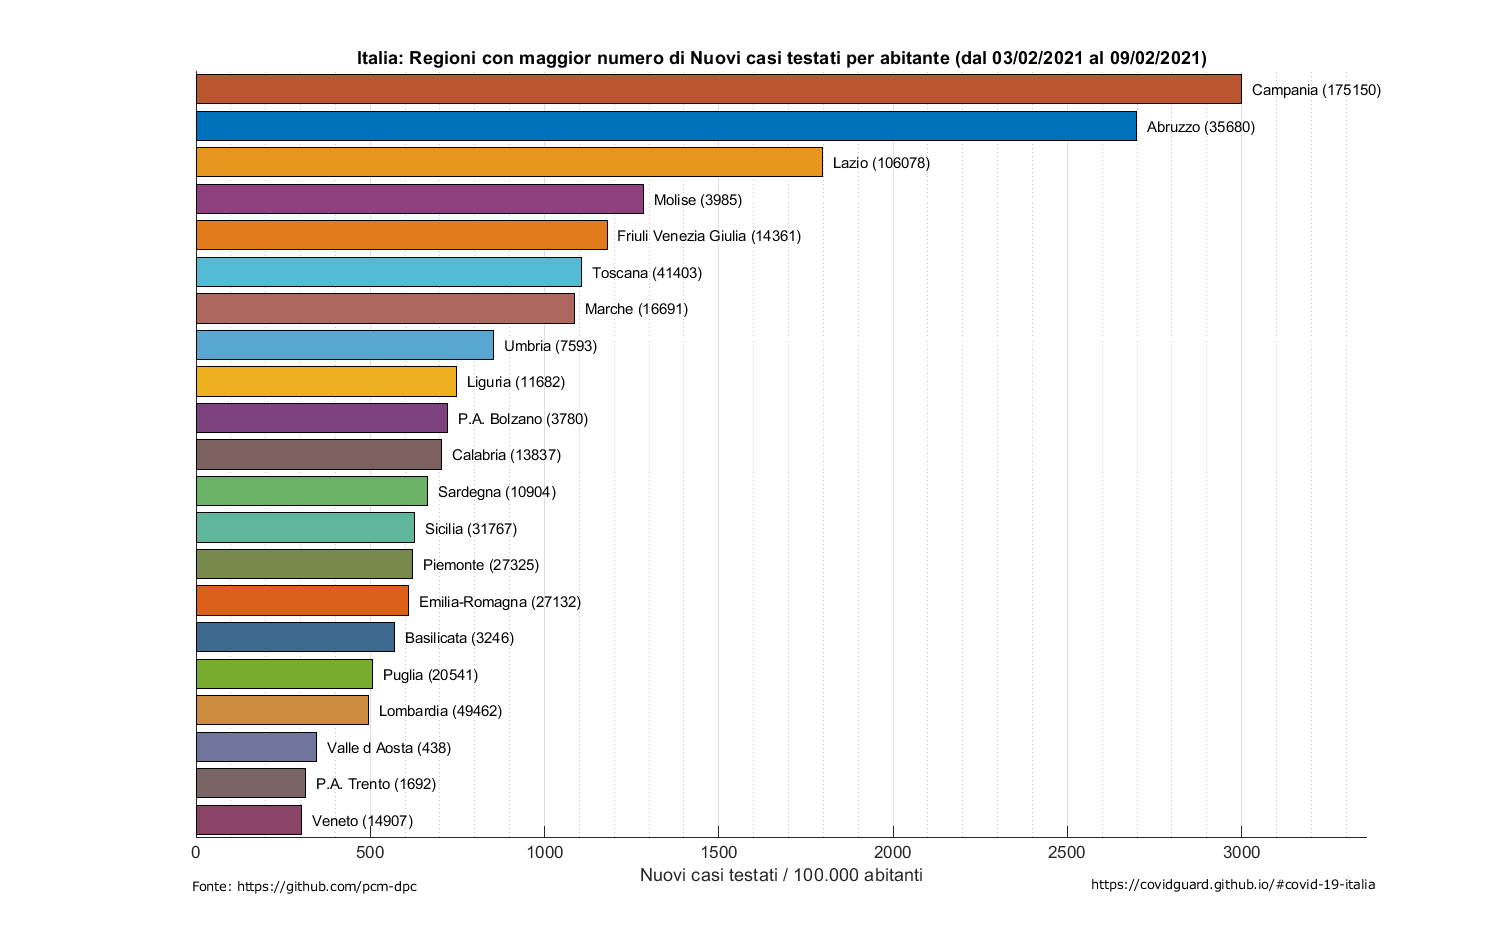 Italia: Regioni con maggior numero di Nuovi casi testati per abitante (dal 03/02/2021 al 09/02/2021)
Campania (175150)
Abruzzo (35680)
Lazio (106078)
Molise (3985)
Friuli Venezia Giulia (14361)
Toscana (41403)
Marche (16691)
Umbria (7593)
Liguria (11682)
P.A. Bolzano (3780)
Calabria (13837)
Sardegna (10904)
Sicilia (31767)
Piemonte (27325)
Emilia-Romagna (27132)
Basilicata (3246)
Puglia (20541)
Lombardia (49462)
Valle d Aosta (438)
P.A. Trento (1692)
Veneto (14907)
0 500 1000 1500 2000 2500 3000
Nuovi casi testati / 100.000 abitanti
Fonte: https://github.com/pcm-dpc
https://covidguard.github.io/#covid-19-italia